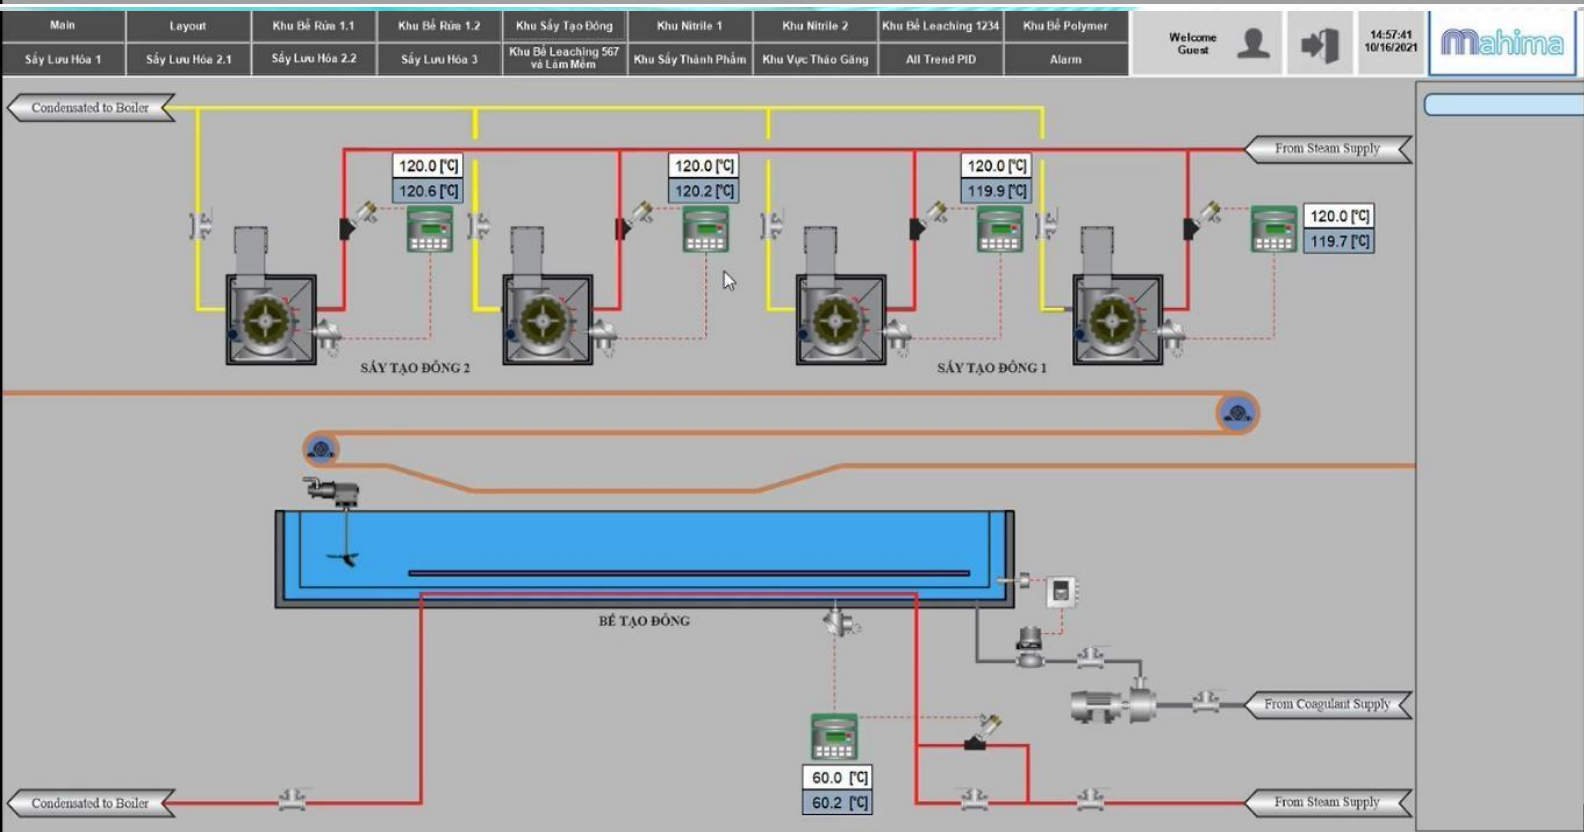 Main
Layout
Khu Bể Rửa 1.1
Khu Bể Rửa 1.2
Khu Sấy Tạo Đông
Khu Nitrile 1
Khu Nitrile 2
Khu Bể Leaching 1234
Khu Bể Polymer
Sấy Lưu Hóa 1
Sấy Lưu Hóa 2.1
Sấy Lưu Hóa 2.2
Sấy Lưu Hóa 3
Khu Bể Leaching 567
và Làm Mềm
Khu Sấy Thành Phẩm
Khu Vực Tháo Găng
All Trend PID
Alarm
Welcome
Guest
14:57:41
10/16/2021
mahima
Condensated to Boiler
From Steam Supply
120.0 [°C]
120.6 [°C]
120.0 [°C]
120.2 [°C]
120.0 [°C]
119.9 [°C]
120.0 [°C]
119.7 [°C]
SẤY TẠO ĐÔNG 2
SẤY TẠO ĐÔNG 1
BỂ TẠO ĐÔNG
From Coagulant Supply
60.0 [°C]
60.2 [°C]
Condensated to Boiler
From Steam Supply